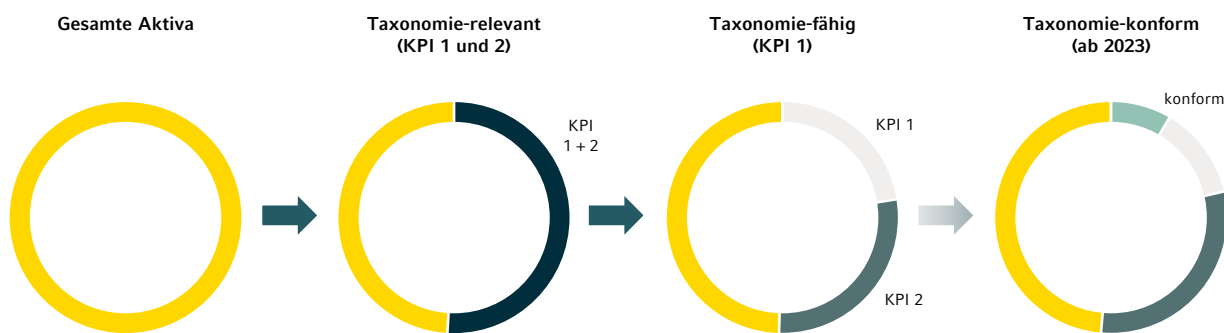 Gesamte Aktiva
Taxonomie-relevant
(KPI 1 und 2)
Taxonomie-fähig
(KPI 1)
Taxonomie-konform
(ab 2023)
KPI
1 + 2
KPI 1
KPI 2
konform